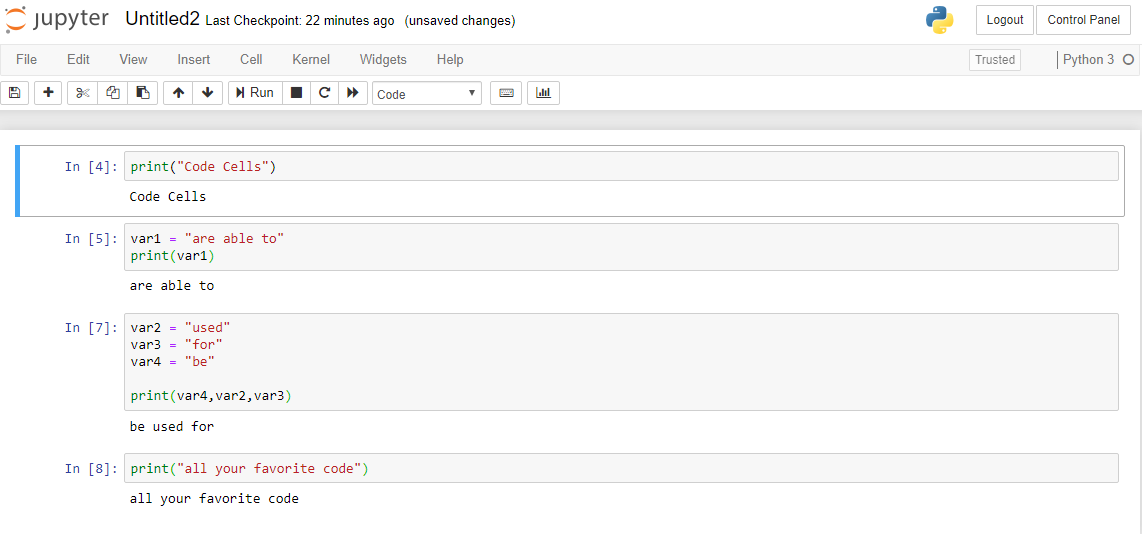 jupyter Untitled2 Last Checkpoint: 22 minutes ago (unsaved changes) Logout Control Panel
File Edit View Insert Cell Kernel Widgets Help Trusted Python 3
Run Code
In [4]: print("Code Cells")
Code Cells
In [5]: var1 = "are able to"
print(var1)
are able to
In [7]: var2 = "used"
var3 = "for"
var4 = "be"
print(var4,var2,var3)
be used for
In [8]: print("all your favorite code")
all your favorite code